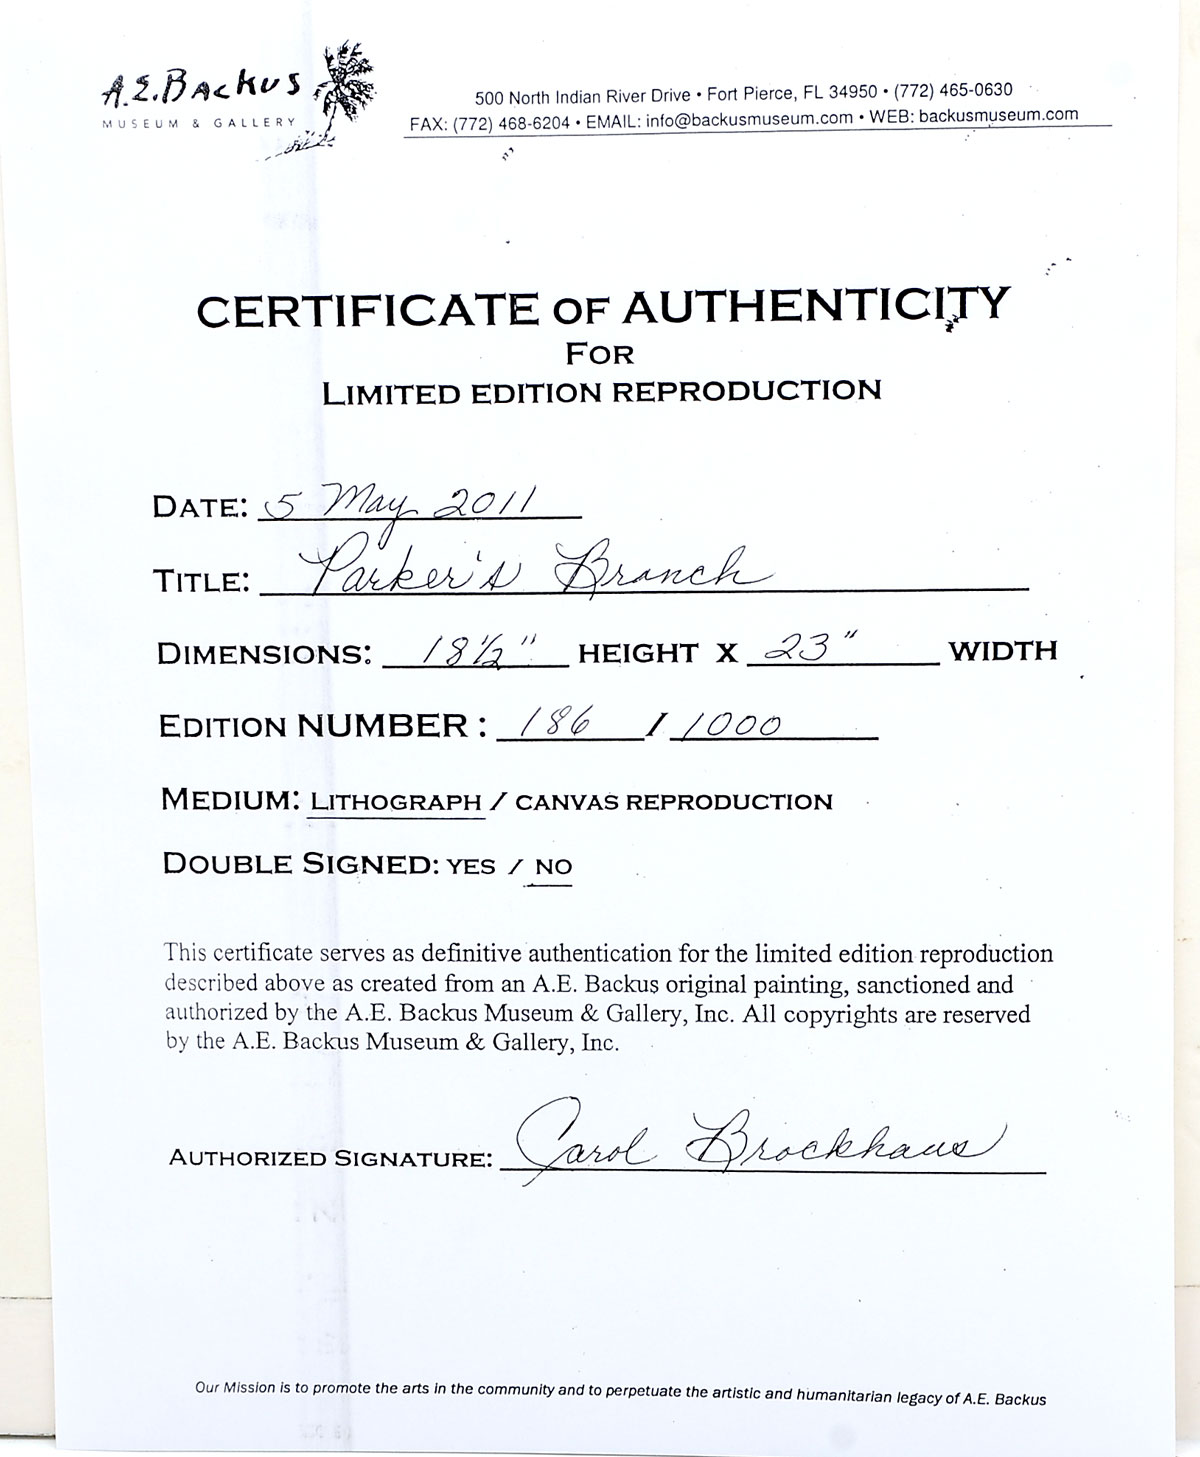 A.E. Backus
MUSEUM & GALLERY
500 North Indian River Drive • Fort Pierce, FL 34950 • (772) 465-0630
FAX: (772) 468-6204 • EMAIL: info@backusmuseum.com • WEB: backusmuseum.com
CERTIFICATE OF AUTHENTICITY
FOR
LIMITED EDITION REPRODUCTION
DATE: 5 May 2011
TITLE: Parker's Branch
DIMENSIONS: 18 1/2" HEIGHT X 23" WIDTH
EDITION NUMBER: 186 / 1000
MEDIUM: LITHOGRAPH / CANVAS REPRODUCTION
DOUBLE SIGNED: YES / NO
This certificate serves as definitive authentication for the limited edition reproduction
described above as created from an A.E. Backus original painting, sanctioned and
authorized by the A.E. Backus Museum & Gallery, Inc. All copyrights are reserved
by the A.E. Backus Museum & Gallery, Inc.
AUTHORIZED SIGNATURE: Carol Brockhaus
Our Mission is to promote the arts in the community and to perpetuate the artistic and humanitarian legacy of A.E. Backus